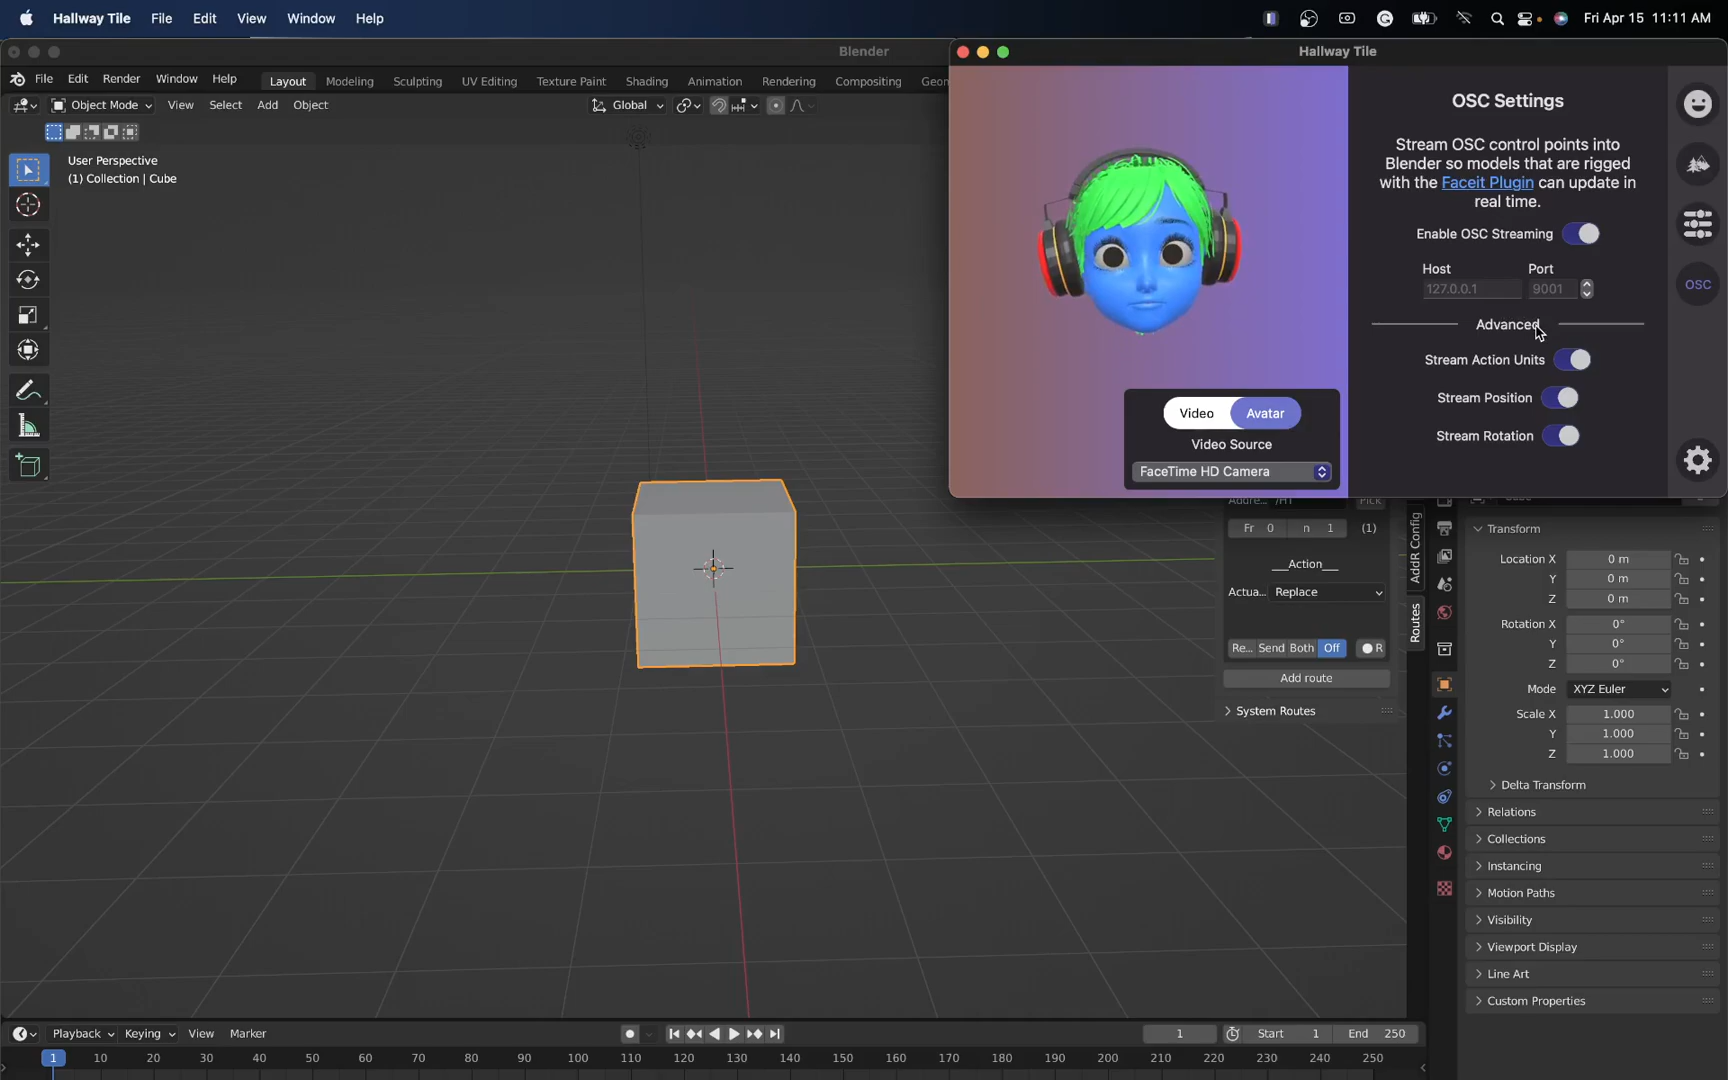 Hallway Tile File Edit View Window Help Fri Apr 15 11:11 AM
Blender
Hallway Tile
File Edit Render Window Help Layout Modeling Sculpting UV Editing Texture Paint Shading Animation Rendering Compositing Geon
Object Mode View Select Add Object Global
User Perspective
(1) Collection | Cube
OSC Settings
Stream OSC control points into
Blender so models that are rigged
with the Faceit Plugin can update in
real time.
Enable OSC Streaming
Host Port
127.0.0.1 9001
OSC
Advanced
Stream Action Units
Stream Position
Stream Rotation
Video Avatar
Video Source
FaceTime HD Camera
Addre... /HT Pick
Fr 0 n 1 (1)
__Action__
Actua... Replace
Re... Send Both Off R
Add route
System Routes
AddR Config
Routes
Transform
Location X 0 m
Y 0 m
Z 0 m
Rotation X 0°
Y 0°
Z 0°
Mode XYZ Euler
Scale X 1.000
Y 1.000
Z 1.000
Delta Transform
Relations
Collections
Instancing
Motion Paths
Visibility
Viewport Display
Line Art
Custom Properties
Playback Keying View Marker 1 Start 1 End 250
1 10 20 30 40 50 60 70 80 90 100 110 120 130 140 150 160 170 180 190 200 210 220 230 240 250